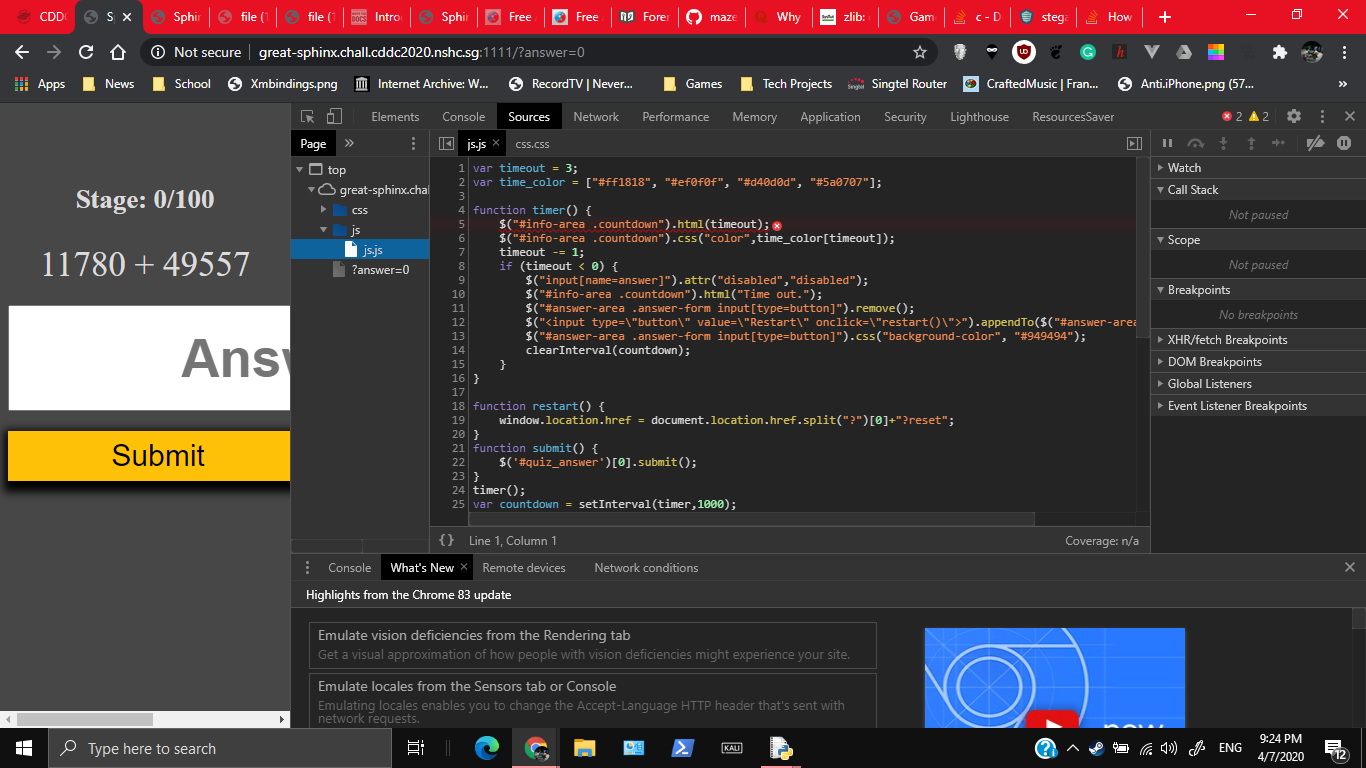 CDDC
Sp
Sphin
file (1
file (1
Intro
Sphin
Free
Free
Foren
maze
Why
zlib:
Game
c - D
stega
How
Not secure great-sphinx.chall.cddc2020.nshc.sg:1111/?answer=0
Apps News School Xmbindings.png Internet Archive: W... RecordTV | Never... Games Tech Projects Singtel Router CraftedMusic | Fran... Anti.iPhone.png (57... »
Stage: 0/100
11780 + 49557
Answ
Submit
Elements Console Sources Network Performance Memory Application Security Lighthouse ResourcesSaver 2 2
Page »
top
great-sphinx.chal
css
js
js.js
?answer=0
js.js × css.css
1 var timeout = 3;
2 var time_color = ["#ff1818", "#ef0f0f", "#d40d0d", "#5a0707"];
3
4 function timer() {
5 $("#info-area .countdown").html(timeout);
6 $("#info-area .countdown").css("color",time_color[timeout]);
7 timeout -= 1;
8 if (timeout < 0) {
9 $("input[name=answer]").attr("disabled","disabled");
10 $("#info-area .countdown").html("Time out.");
11 $("#answer-area .answer-form input[type=button]").remove();
12 $("<input type=\"button\" value=\"Restart\" onclick=\"restart()\">").appendTo($("#answer-area
13 $("#answer-area .answer-form input[type=button]").css("background-color", "#949494");
14 clearInterval(countdown);
15 }
16 }
17
18 function restart() {
19 window.location.href = document.location.href.split("?")[0]+"?reset";
20 }
21 function submit() {
22 $('#quiz_answer')[0].submit();
23 }
24 timer();
25 var countdown = setInterval(timer,1000);
{} Line 1, Column 1 Coverage: n/a
Watch
Call Stack
Not paused
Scope
Not paused
Breakpoints
No breakpoints
XHR/fetch Breakpoints
DOM Breakpoints
Global Listeners
Event Listener Breakpoints
Console What's New × Remote devices Network conditions
Highlights from the Chrome 83 update
Emulate vision deficiencies from the Rendering tab
Get a visual approximation of how people with vision deficiencies might experience your site.
Emulate locales from the Sensors tab or Console
Emulating locales enables you to change the Accept-Language HTTP header that's sent with
network requests.
new
Type here to search
KALI
ENG
9:24 PM
4/7/2020
12